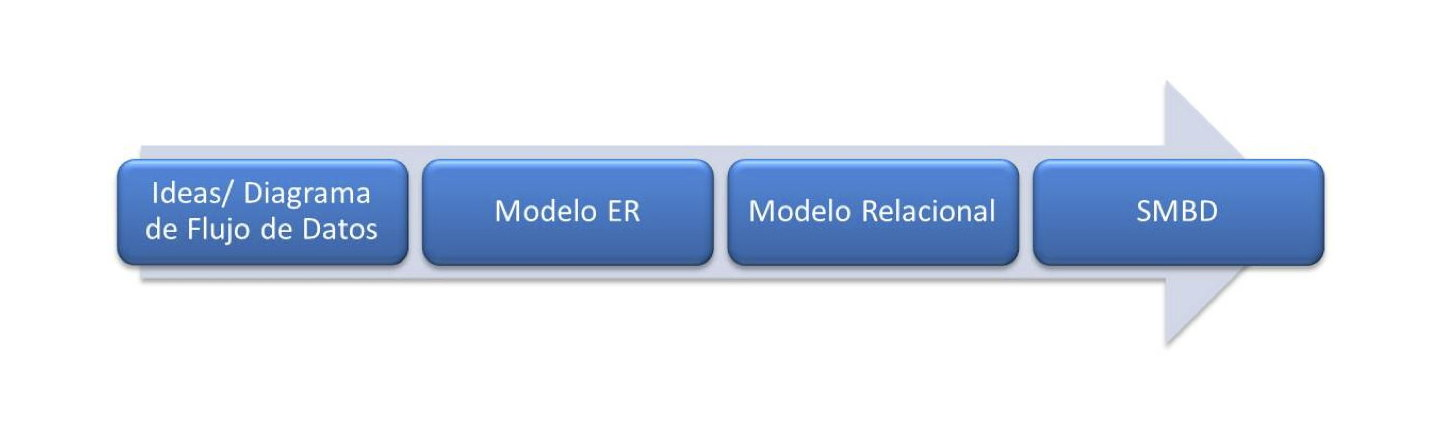 Ideas/ Diagrama
de Flujo de Datos
Modelo ER
Modelo Relacional
SMBD